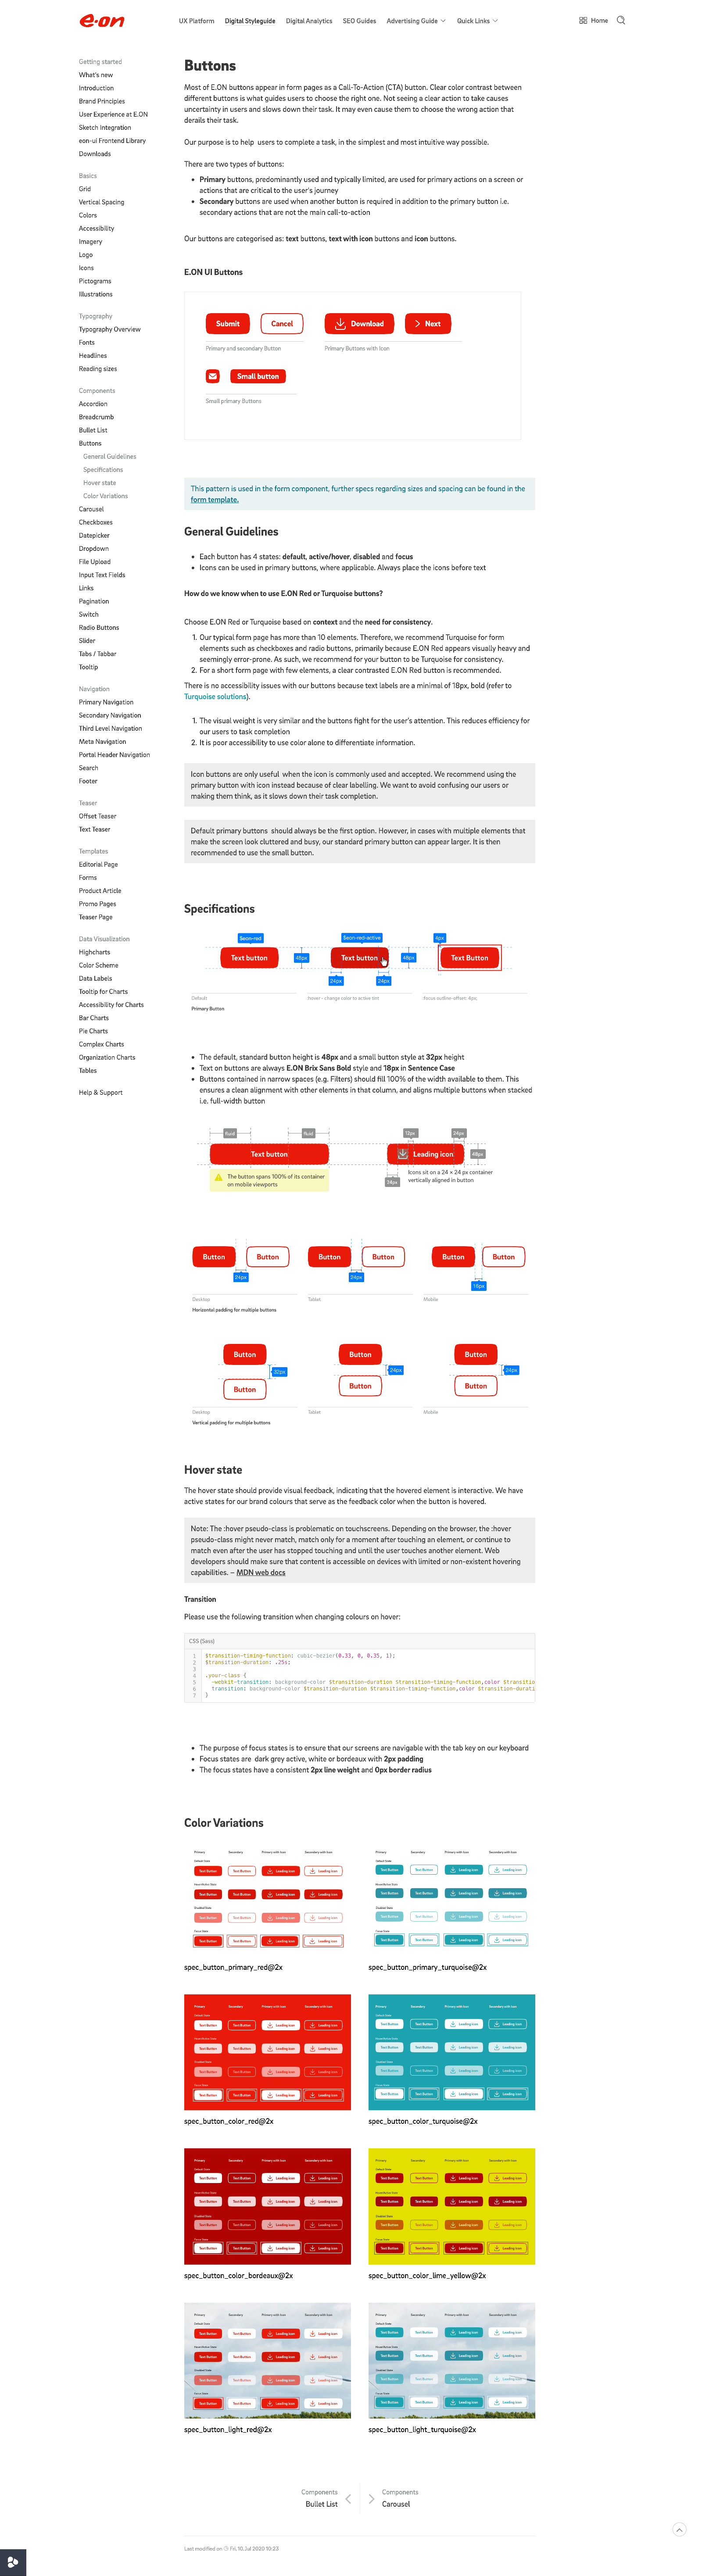 e·on
UX Platform
Digital Styleguide
Digital Analytics
SEO Guides
Advertising Guide
Quick Links
Home
Getting started
What's new
Introduction
Brand Principles
User Experience at E.ON
Sketch Integration
eon-ui Frontend Library
Downloads
Basics
Grid
Vertical Spacing
Colors
Accessibility
Imagery
Logo
Icons
Pictograms
Illustrations
Typography
Typography Overview
Fonts
Headlines
Reading sizes
Components
Accordion
Breadcrumb
Bullet List
Buttons
General Guidelines
Specifications
Hover state
Color Variations
Carousel
Checkboxes
Datepicker
Dropdown
File Upload
Input Text Fields
Links
Pagination
Switch
Radio Buttons
Slider
Tabs / Tabbar
Tooltip
Navigation
Primary Navigation
Secondary Navigation
Third Level Navigation
Meta Navigation
Portal Header Navigation
Search
Footer
Teaser
Offset Teaser
Text Teaser
Templates
Editorial Page
Forms
Product Article
Promo Pages
Teaser Page
Data Visualization
Highcharts
Color Scheme
Data Labels
Tooltip for Charts
Accessibility for Charts
Bar Charts
Pie Charts
Complex Charts
Organization Charts
Tables
Help & Support
Buttons
Most of E.ON buttons appear in form pages as a Call-To-Action (CTA) button. Clear color contrast between
different buttons is what guides users to choose the right one. Not seeing a clear action to take causes
uncertainty in users and slows down their task. It may even cause them to choose the wrong action that
derails their task.
Our purpose is to help users to complete a task, in the simplest and most intuitive way possible.
There are two types of buttons:
• Primary buttons, predominantly used and typically limited, are used for primary actions on a screen or
actions that are critical to the user's journey
• Secondary buttons are used when another button is required in addition to the primary button i.e.
secondary actions that are not the main call-to-action
Our buttons are categorised as: text buttons, text with icon buttons and icon buttons.
E.ON UI Buttons
Submit
Cancel
Download
Next
Primary and secondary Button
Primary Buttons with Icon
Small button
Small primary Buttons
This pattern is used in the form component, further specs regarding sizes and spacing can be found in the
form template.
General Guidelines
• Each button has 4 states: default, active/hover, disabled and focus
• Icons can be used in primary buttons, where applicable. Always place the icons before text
How do we know when to use E.ON Red or Turquoise buttons?
Choose E.ON Red or Turquoise based on context and the need for consistency.
1. Our typical form page has more than 10 elements. Therefore, we recommend Turquoise for form
elements such as checkboxes and radio buttons, primarily because E.ON Red appears visually heavy and
seemingly error-prone. As such, we recommend for your button to be Turquoise for consistency.
2. For a short form page with few elements, a clear contrasted E.ON Red button is recommended.
There is no accessibility issues with our buttons because text labels are a minimal of 18px, bold (refer to
Turquoise solutions).
1. The visual weight is very similar and the buttons fight for the user's attention. This reduces efficiency for
our users to task completion
2. It is poor accessibility to use color alone to differentiate information.
Icon buttons are only useful when the icon is commonly used and accepted. We recommend using the
primary button with icon instead because of clear labelling. We want to avoid confusing our users or
making them think, as it slows down their task completion.
Default primary buttons should always be the first option. However, in cases with multiple elements that
make the screen look cluttered and busy, our standard primary button can appear larger. It is then
recommended to use the small button.
Specifications
$eon-red
$eon-red-active
4px
Text button
48px
Text button
48px
Text Button
24px
24px
Default
Hover - change color to active tint
Focus outline-offset: 4px;
Primary Button
• The default, standard button height is 48px and a small button style at 32px height
• Text on buttons are always E.ON Brix Sans Bold style and 18px in Sentence Case
• Buttons contained in narrow spaces (e.g. Filters) should fill 100% of the width available to them. This
ensures a clean alignment with other elements in that column, and aligns multiple buttons when stacked
i.e. full-width button
fluid
fluid
12px
24px
Text button
Leading icon
48px
The button spans 100% of its container
on mobile viewports
24px
Icons sit on a 24 × 24 px container
vertically aligned in button
Button
Button
Button
Button
Button
Button
24px
24px
16px
Desktop
Tablet
Mobile
Horizontal padding for multiple buttons
Button
Button
Button
32px
24px
24px
Button
Button
Button
Desktop
Tablet
Mobile
Vertical padding for multiple buttons
Hover state
The hover state should provide visual feedback, indicating that the hovered element is interactive. We have
active states for our brand colours that serve as the feedback color when the button is hovered.
Note: The :hover pseudo-class is problematic on touchscreens. Depending on the browser, the :hover
pseudo-class might never match, match only for a moment after touching an element, or continue to
match even after the user has stopped touching and until the user touches another element. Web
developers should make sure that content is accessible on devices with limited or non-existent hovering
capabilities. – MDN web docs
Transition
Please use the following transition when changing colours on hover:
CSS (Sass)
1 $transition-timing-function: cubic-bezier(0.33, 0, 0.35, 1);
2 $transition-duration: .25s;
3
4 .your-class {
5 -webkit-transition: background-color $transition-duration $transition-timing-function,color $transitio
6 transition: background-color $transition-duration $transition-timing-function,color $transition-durati
7 }
• The purpose of focus states is to ensure that our screens are navigable with the tab key on our keyboard
• Focus states are dark grey active, white or bordeaux with 2px padding
• The focus states have a consistent 2px line weight and 0px border radius
Color Variations
spec_button_primary_red@2x
spec_button_primary_turquoise@2x
spec_button_color_red@2x
spec_button_color_turquoise@2x
spec_button_color_bordeaux@2x
spec_button_color_lime_yellow@2x
spec_button_light_red@2x
spec_button_light_turquoise@2x
Components
Bullet List
Components
Carousel
Last modified on Fri, 10. Jul 2020 10:23